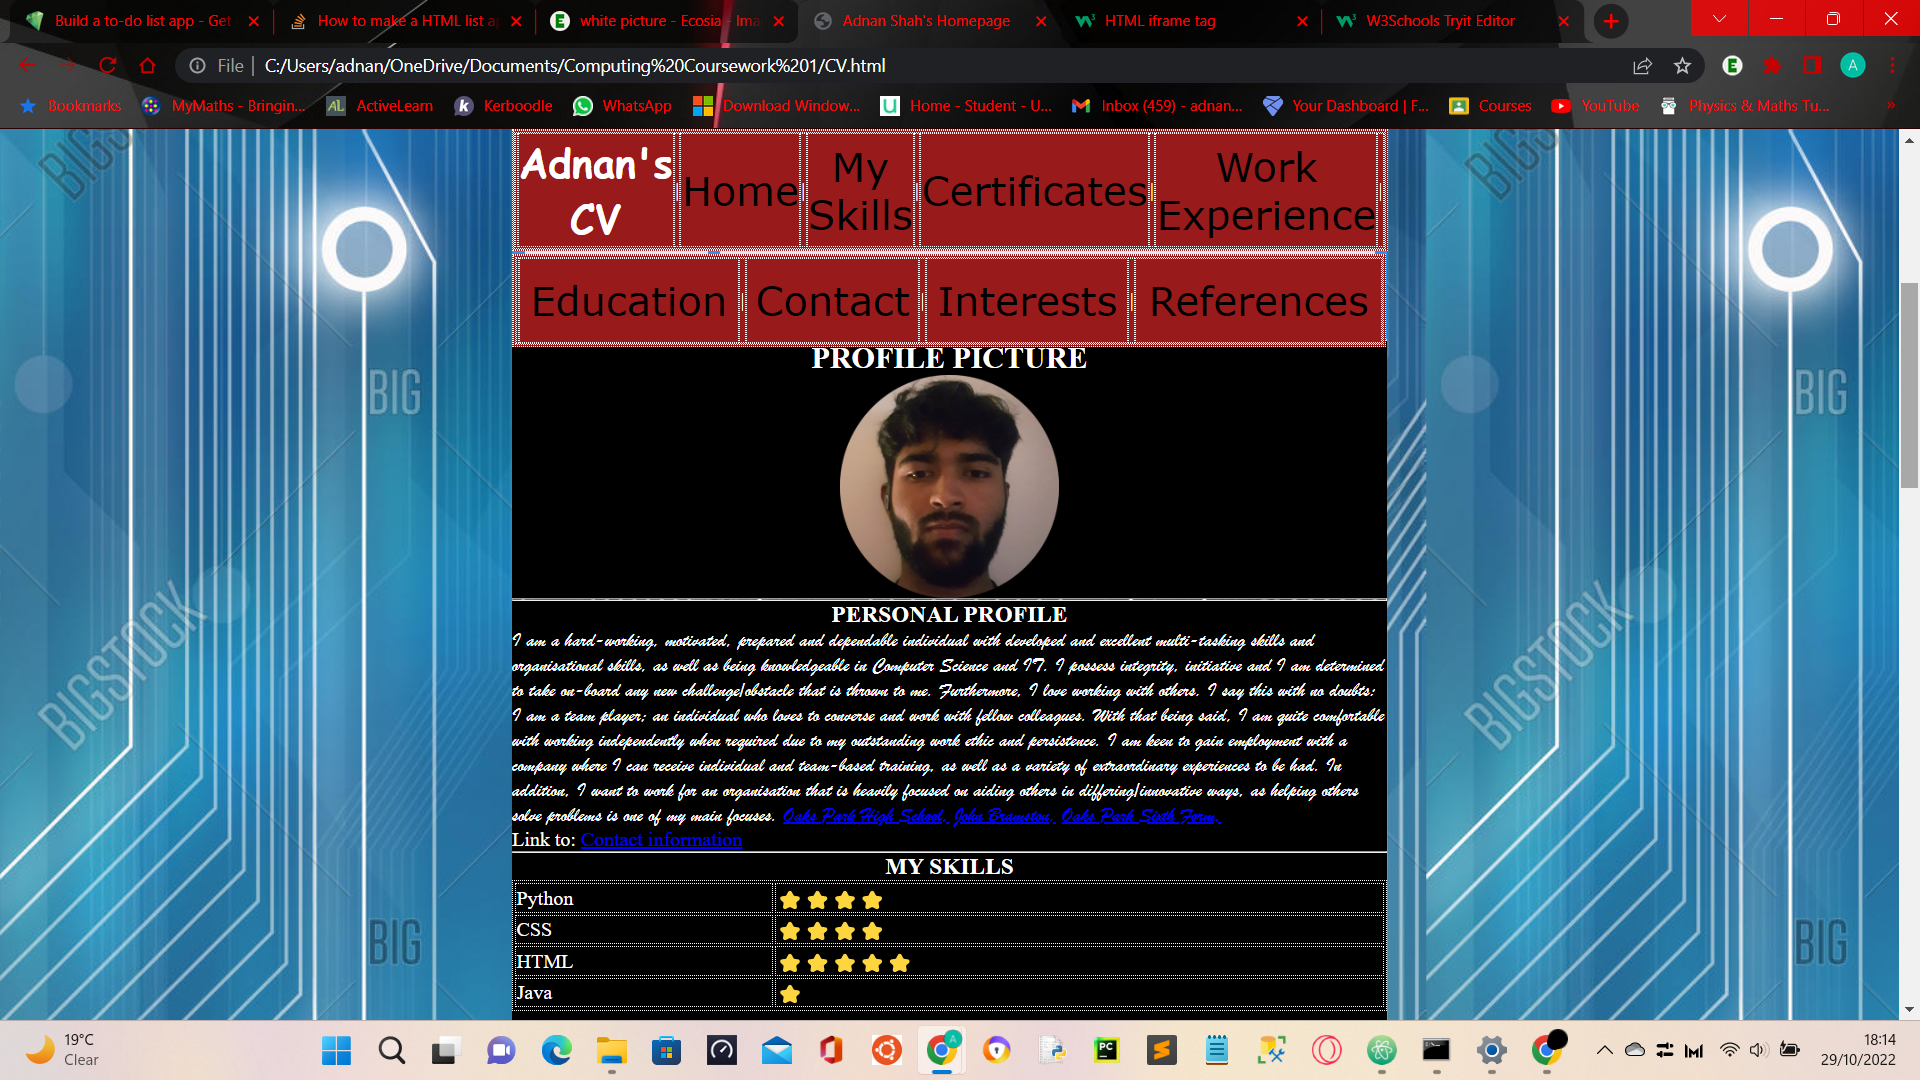 Build a to-do list app - Get
How to make a HTML list a
white picture - Ecosia - Ima
Adnan Shah's Homepage
HTML iframe tag
W3Schools Tryit Editor
File | C:/Users/adnan/OneDrive/Documents/Computing%20Coursework%201/CV.html
A
Bookmarks
MyMaths - Bringin...
ActiveLearn
Kerboodle
WhatsApp
Download Window...
Home - Student - U...
Inbox (459) - adnan...
Your Dashboard | F...
Courses
YouTube
Physics & Maths Tu...
Adnan's
CV
Home
My
Skills
Certificates
Work
Experience
Education
Contact
Interests
References
PROFILE PICTURE
PERSONAL PROFILE
I am a hard-working, motivated, prepared and dependable individual with developed and excellent multi-tasking skills and
organisational skills, as well as being knowledgeable in Computer Science and IT. I possess integrity, initiative and I am determined
to take on-board any new challenge/obstacle that is thrown to me. Furthermore, I love working with others. I say this with no doubts:
I am a team player; an individual who loves to converse and work with fellow colleagues. With that being said, I am quite comfortable
with working independently when required due to my outstanding work ethic and persistence. I am keen to gain employment with a
company where I can receive individual and team-based training, as well as a variety of extraordinary experiences to be had. In
addition, I want to work for an organisation that is heavily focused on aiding others in differing/innovative ways, as helping others
solve problems is one of my main focuses. Oaks Park High School, John Bramston, Oaks Park Sixth Form,
Link to: Contact information
MY SKILLS
Python
CSS
HTML
Java
BIGSTOCK
BIG
BIGSTOCK
BIG
BIG
BIGSTOCK
BIG
BIGSTOCK
BIG
19°C
Clear
18:14
29/10/2022